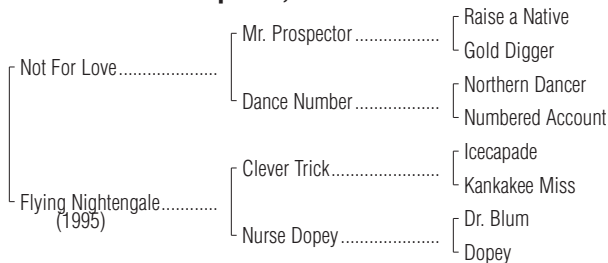 Raise a Native
Mr. Prospector..................
Gold Digger
Not For Love.....................
Northern Dancer
Dance Number..................
Numbered Account
Icecapade
Clever Trick.......................
Kankakee Miss
Flying Nightengale............
(1995)
Dr. Blum
Nurse Dopey.....................
Dopey